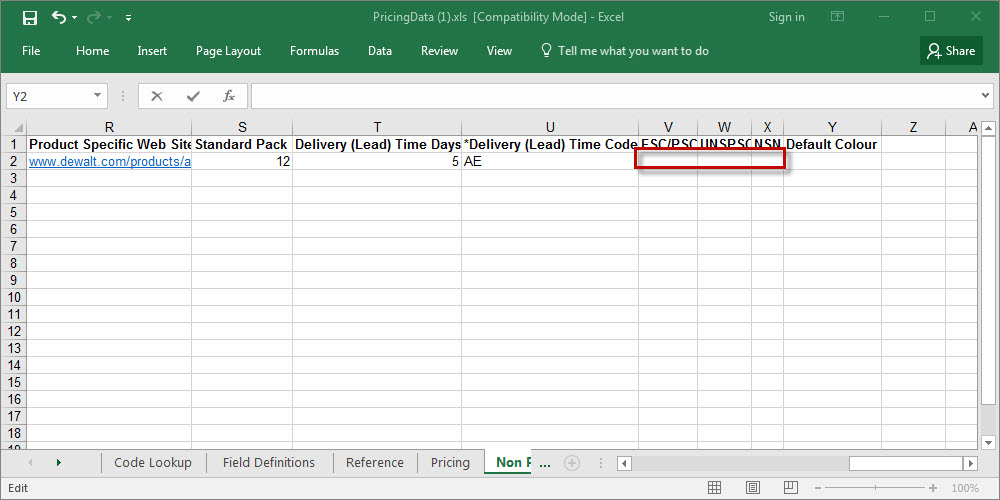 PricingData (1).xls [Compatibility Mode] - Excel Sign in
File Home Insert Page Layout Formulas Data Review View Tell me what you want to do Share
Y2 fx
R S T U V W X Y Z A
1 Product Specific Web Site Standard Pack Delivery (Lead) Time Days *Delivery (Lead) Time Code FSC/PSC UNSPSC NSN Default Colour
2 www.dewalt.com/products/a 12 5 AE
3
4
5
6
7
8
9
10
11
12
13
14
15
16
17
18
19
Code Lookup Field Definitions Reference Pricing Non P ...
Edit 100%